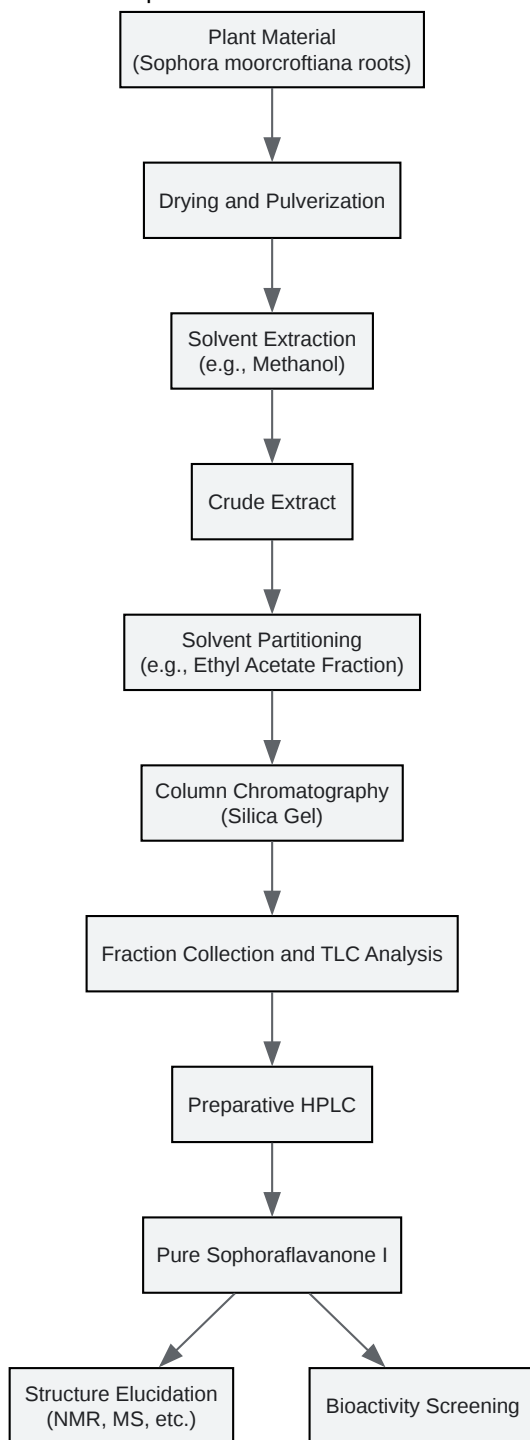 Plant Material
(Sophora moorcroftiana roots)
Drying and Pulverization
Solvent Extraction
(e.g., Methanol)
Crude Extract
Solvent Partitioning
(e.g., Ethyl Acetate Fraction)
Column Chromatography
(Silica Gel)
Fraction Collection and TLC Analysis
Preparative HPLC
Pure Sophoraflavanone I
Structure Elucidation
(NMR, MS, etc.)
Bioactivity Screening